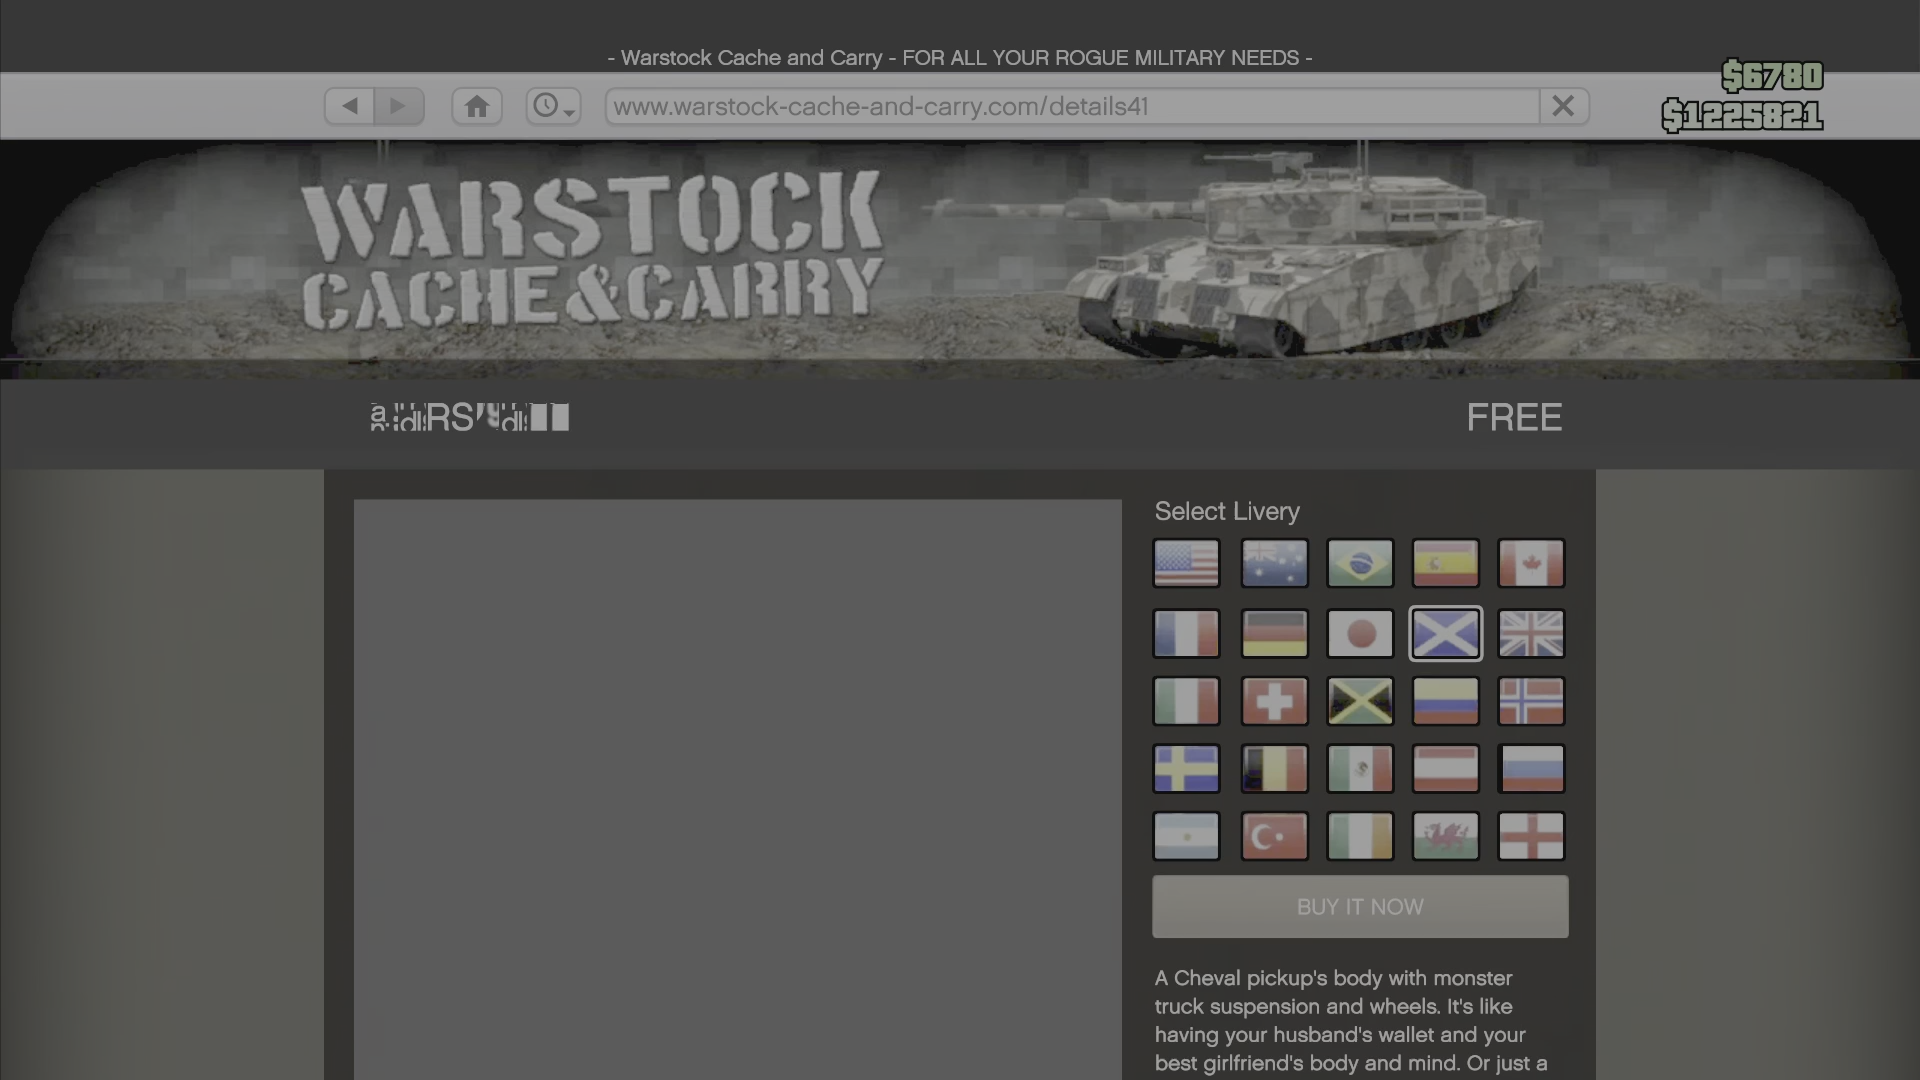 - Warstock Cache and Carry - FOR ALL YOUR ROGUE MILITARY NEEDS -
$6780
www.warstock-cache-and-carry.com/details41
$1225821
WARSTOCK
CACHE&CARRY
FREE
Select Livery
BUY IT NOW
A Cheval pickup's body with monster
truck suspension and wheels. It's like
having your husband's wallet and your
best girlfriend's body and mind. Or just a